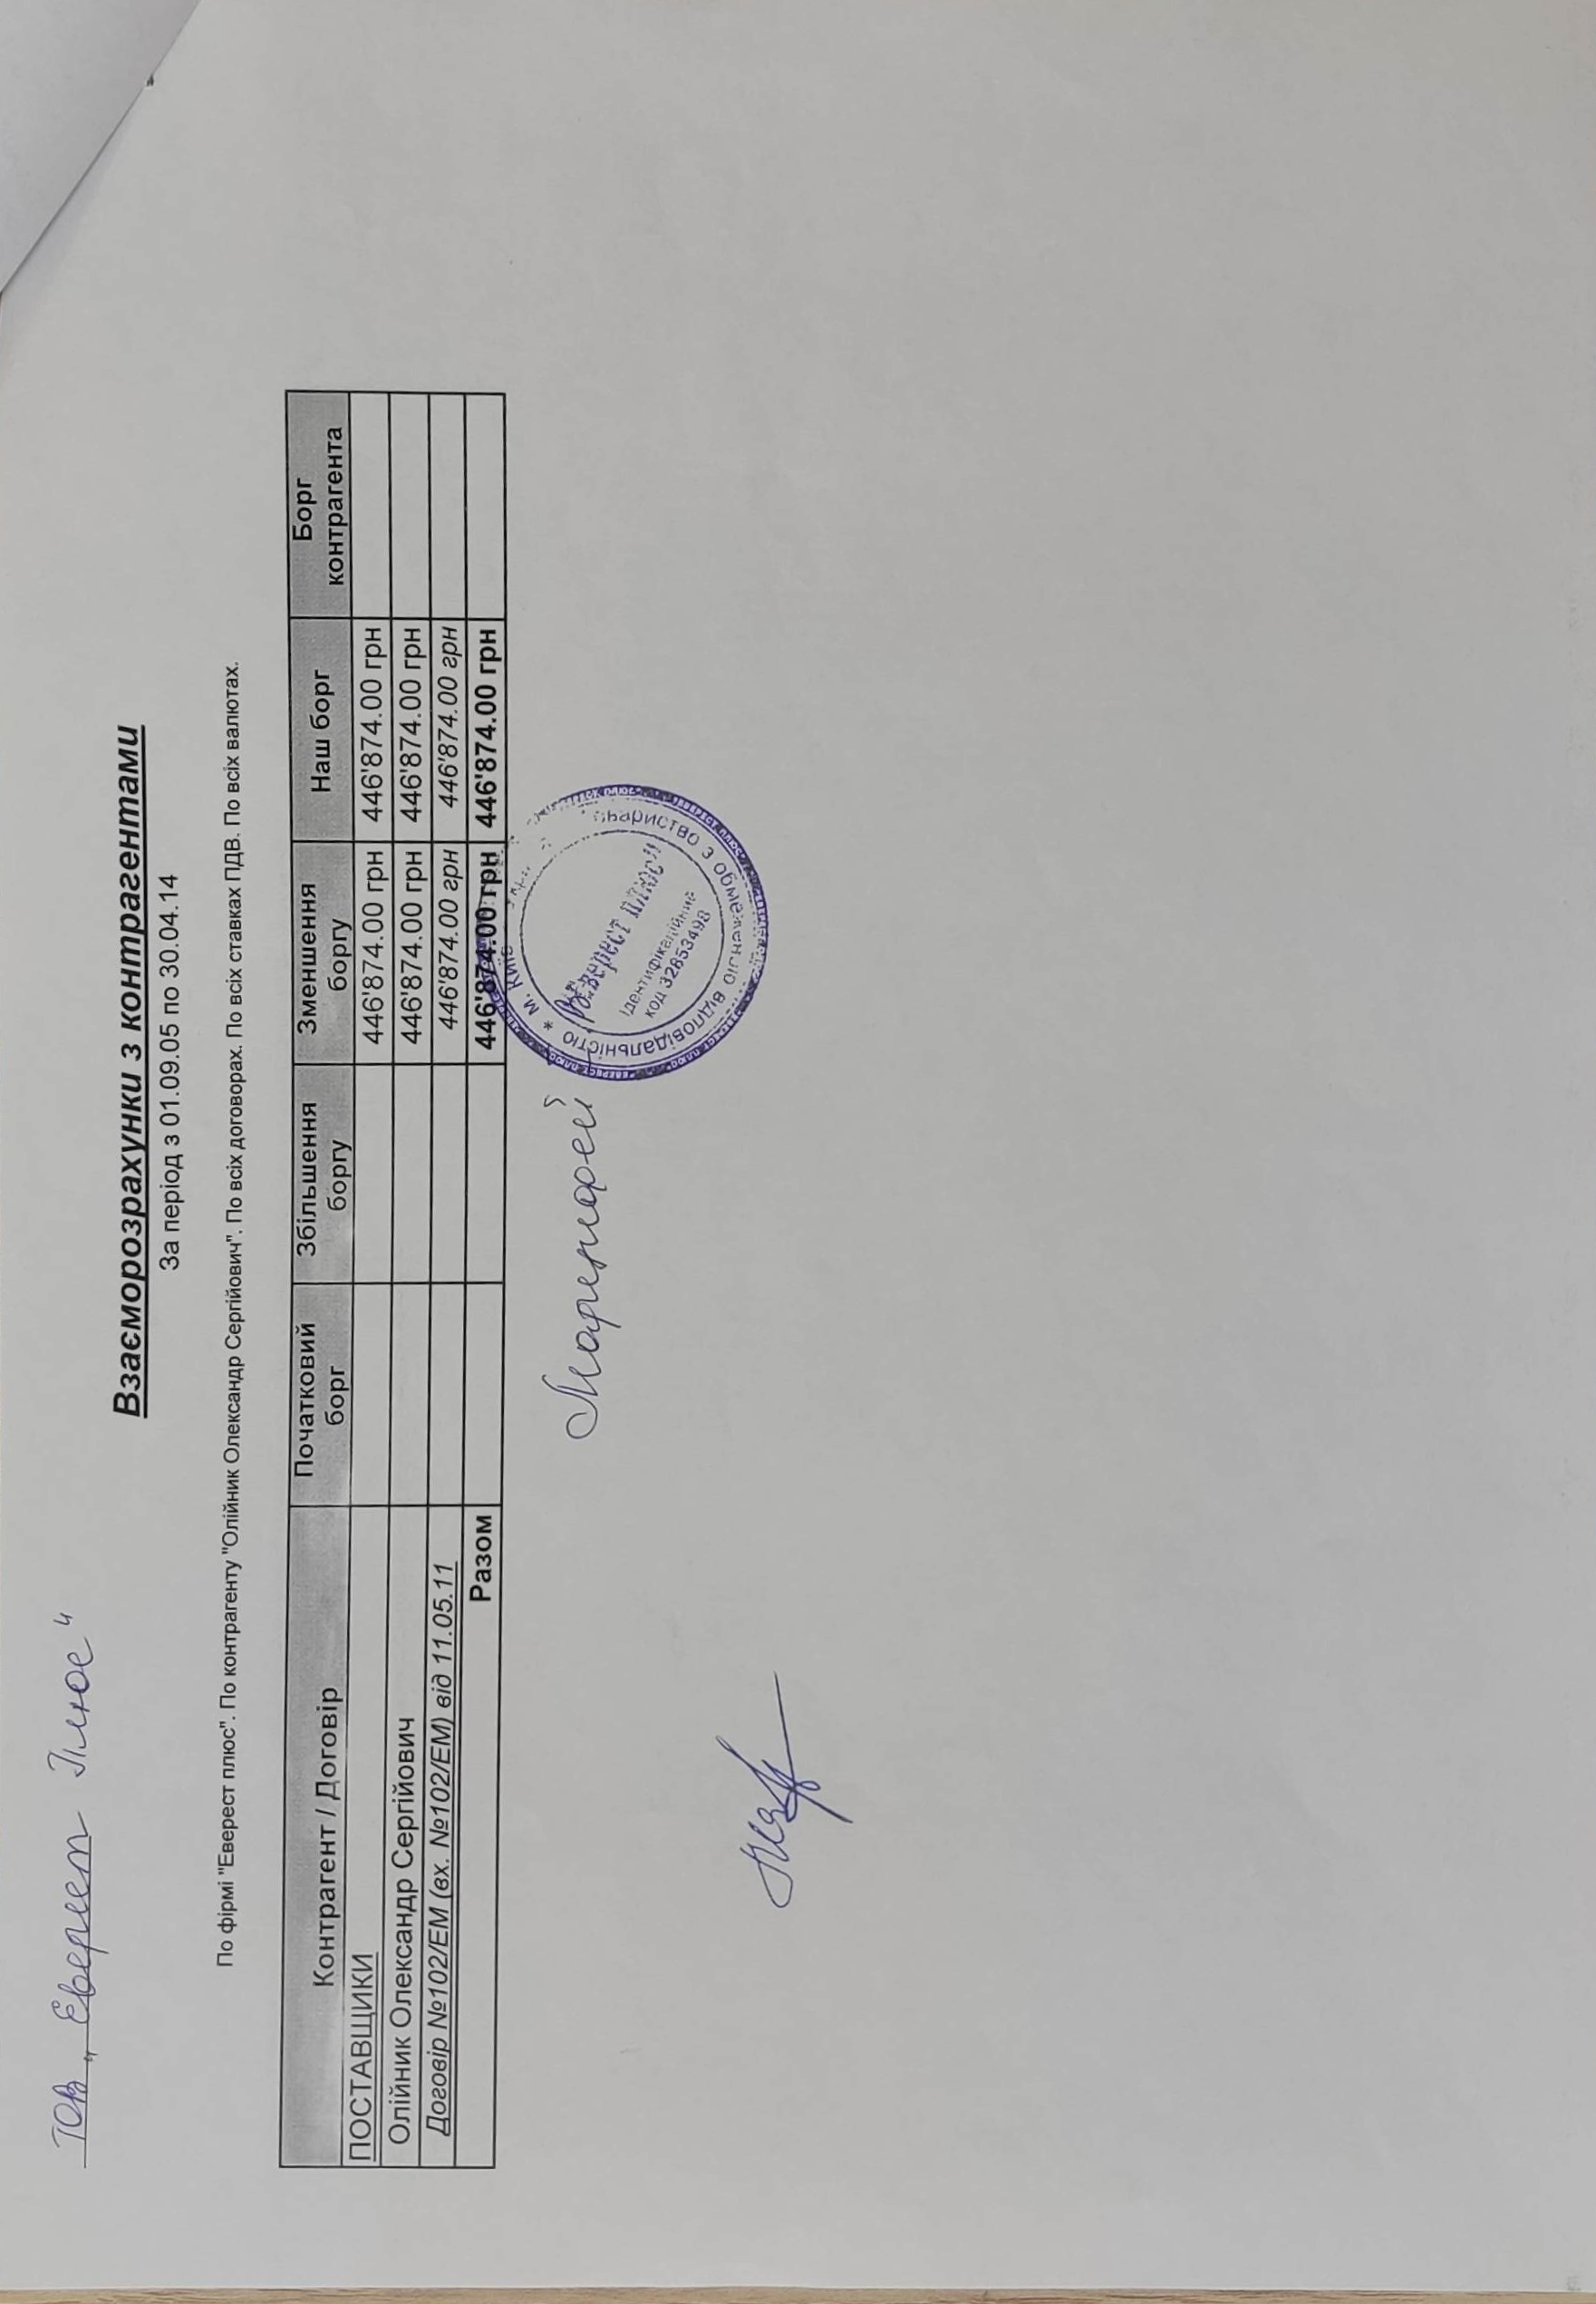 ТОВ „Еверест Плюс"
Взаєморозрахунки з контрагентами
За період з 01.09.05 по 30.04.14
По фірмі "Еверест плюс". По контрагенту "Олійник Олександр Сергійович". По всіх договорах. По всіх ставках ПДВ. По всіх валютах.
Контрагент / Договір Початковий борг Збільшення боргу Зменшення боргу Наш борг Борг контрагента
ПОСТАВЩИКИ 446'874.00 грн 446'874.00 грн
Олійник Олександр Сергійович 446'874.00 грн 446'874.00 грн
Договір №102/ЕМ (вх. №102/ЕМ) від 11.05.11 446'874.00 грн 446'874.00 грн
Разом 446'874.00 грн 446'874.00 грн
* м. Київ
з обмеженою відповідальністю
"Еверест плюс"
Ідентифікаційний
код 32653498